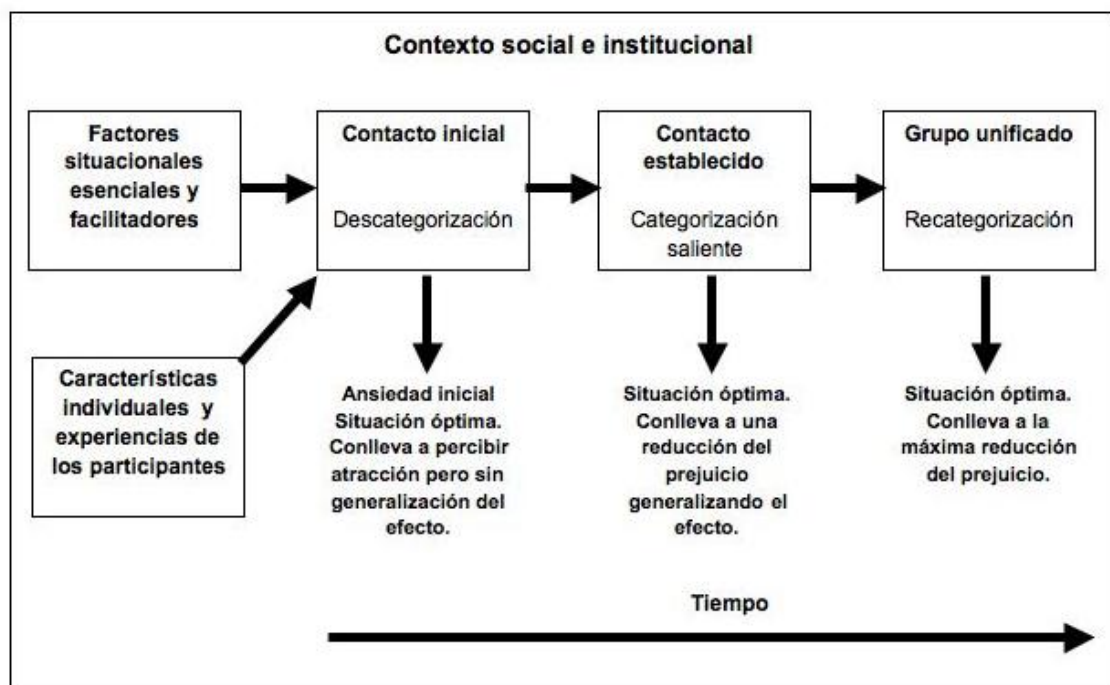 Contexto social e institucional
Factores
situacionales
esenciales y
facilitadores
Contacto inicial
Descategorización
Contacto
establecido
Categorización
saliente
Grupo unificado
Recategorización
Características
individuales y
experiencias de
los participantes
Ansiedad inicial
Situación óptima.
Conlleva a percibir
atracción pero sin
generalización del
efecto.
Situación óptima.
Conlleva a una
reducción del
prejuicio
generalizando el
efecto.
Situación óptima.
Conlleva a la
máxima reducción
del prejuicio.
Tiempo